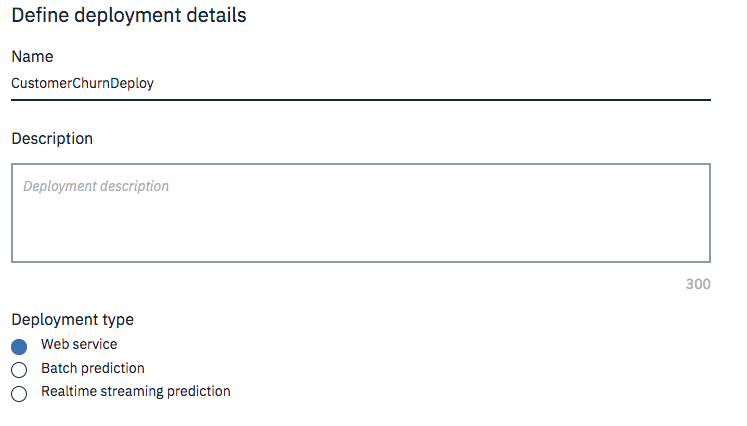 Define deployment details
Name
CustomerChurnDeploy
Description
Deployment description
300
Deployment type
Web service
Batch prediction
Realtime streaming prediction